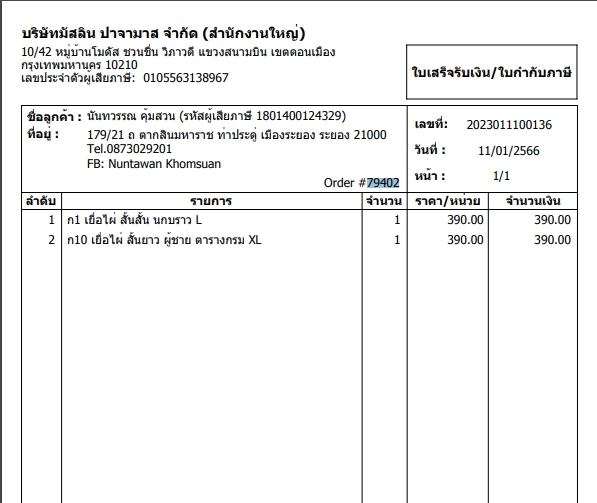 บริษัทมัสลิน ปาจามาส จำกัด (สำนักงานใหญ่)
10/42 หมู่บ้านโมดัส ชวนชื่น วิภาวดี แขวงสนามบิน เขตดอนเมือง
กรุงเทพมหานคร 10210
เลขประจำตัวผู้เสียภาษี: 0105563138967
ใบเสร็จรับเงิน/ใบกำกับภาษี
ชื่อลูกค้า : นันทวรรณ คุ้มสวน (รหัสผู้เสียภาษี 1801400124329)
ที่อยู่ : 179/21 ถ ตากสินมหาราช ท่าประดู่ เมืองระยอง ระยอง 21000
Tel.0873029201
FB: Nuntawan Khomsuan
Order #79402
เลขที่: 2023011100136
วันที่ : 11/01/2566
หน้า : 1/1
ลำดับ รายการ จำนวน ราคา/หน่วย จำนวนเงิน
1 ก1 เยื่อไผ่ สั้นสั้น นกบราว L 1 390.00 390.00
2 ก10 เยื่อไผ่ สั้นยาว ผู้ชาย ตารางกรม XL 1 390.00 390.00